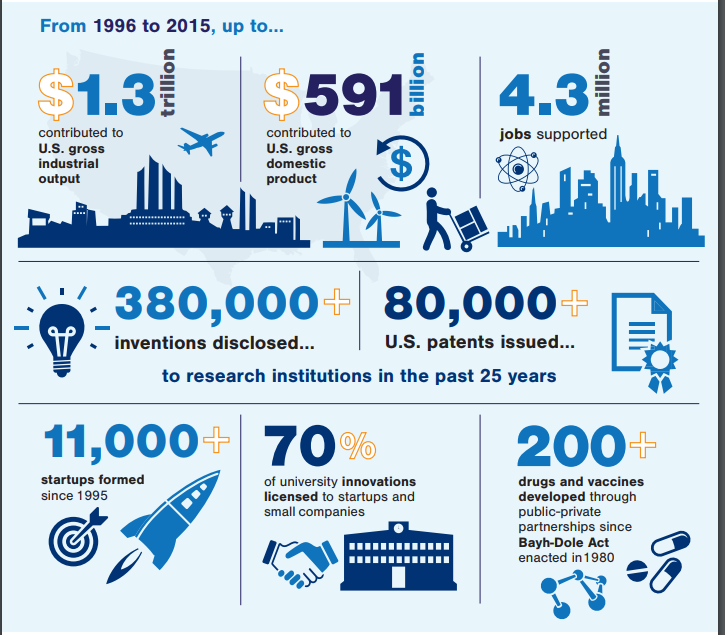 From 1996 to 2015, up to...
$1.3 trillion
contributed to
U.S. gross
industrial
output
$591 billion
contributed to
U.S. gross
domestic
product
$
4.3 million
jobs supported
380,000+
inventions disclosed...
80,000+
U.S. patents issued...
to research institutions in the past 25 years
11,000+
startups formed
since 1995
70%
of university innovations
licensed to startups and
small companies
200+
drugs and vaccines
developed through
public-private
partnerships since
Bayh-Dole Act
enacted in1980